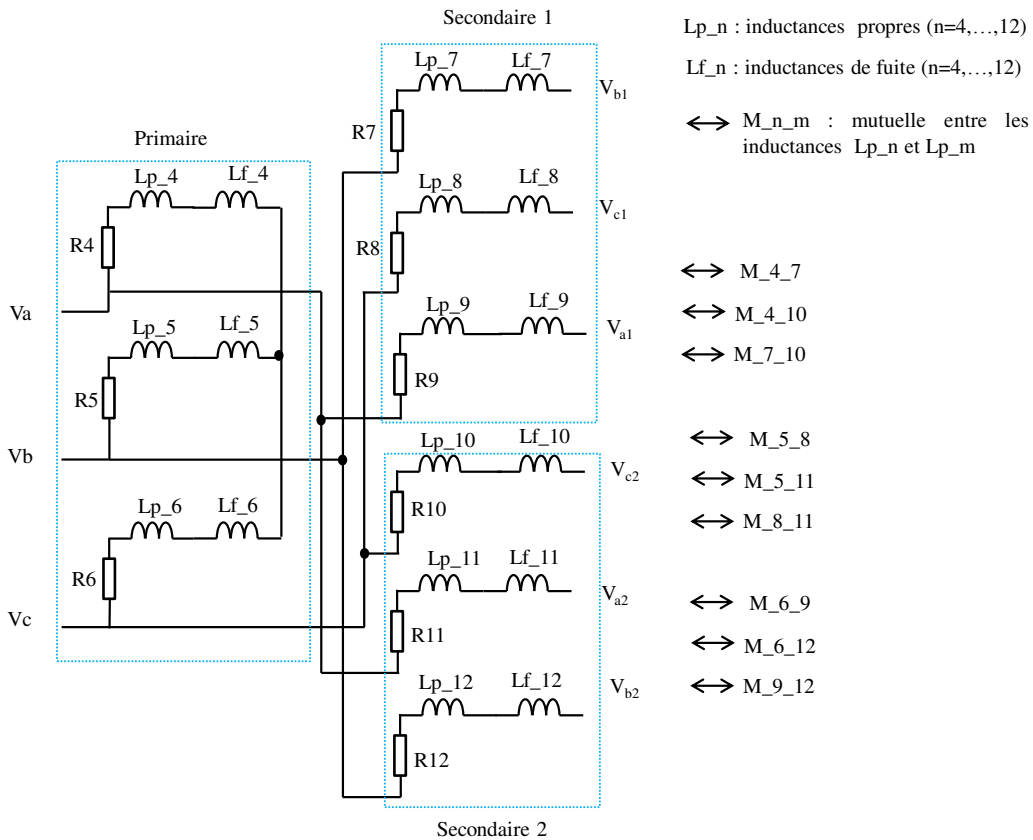 Secondaire 1
Lp_n : inductances propres (n=4,…,12)
Lf_n : inductances de fuite (n=4,…,12)
M_n_m : mutuelle entre les
inductances Lp_n et Lp_m
Primaire
Lp_4 Lf_4
R4
Va
Lp_5 Lf_5
R5
Vb
Lp_6 Lf_6
R6
Vc
Lp_7 Lf_7
Vb1
R7
Lp_8 Lf_8
Vc1
R8
Lp_9 Lf_9
Va1
R9
Lp_10 Lf_10
Vc2
R10
Lp_11 Lf_11
Va2
R11
Lp_12 Lf_12
Vb2
R12
Secondaire 2
M_4_7
M_4_10
M_7_10
M_5_8
M_5_11
M_8_11
M_6_9
M_6_12
M_9_12